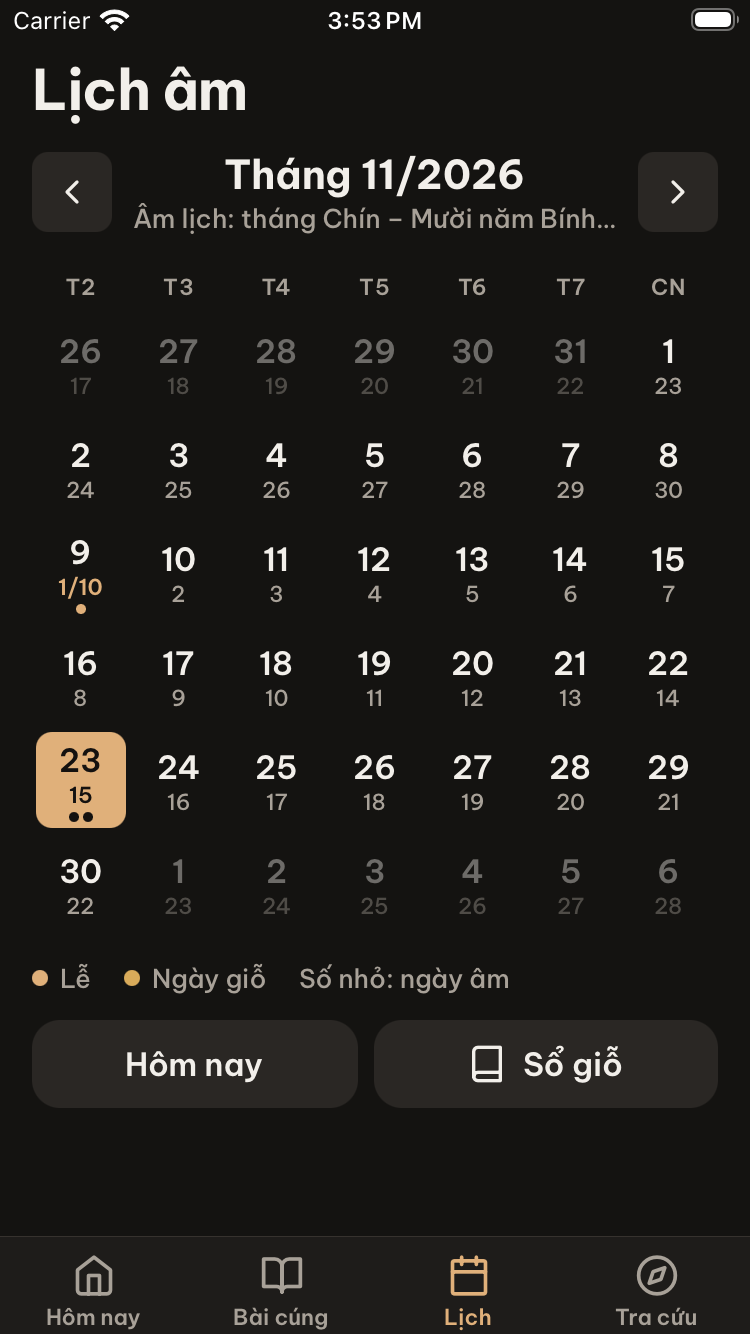 Carrier 3:53 PM
Lịch âm
Tháng 11/2026
Âm lịch: tháng Chín – Mười năm Bính...
T2 T3 T4 T5 T6 T7 CN
26 27 28 29 30 31 1
17 18 19 20 21 22 23
2 3 4 5 6 7 8
24 25 26 27 28 29 30
9 10 11 12 13 14 15
1/10 2 3 4 5 6 7
16 17 18 19 20 21 22
8 9 10 11 12 13 14
23 24 25 26 27 28 29
15 16 17 18 19 20 21
30 1 2 3 4 5 6
22 23 24 25 26 27 28
Lễ Ngày giỗ Số nhỏ: ngày âm
Hôm nay Sổ giỗ
Hôm nay Bài cúng Lịch Tra cứu